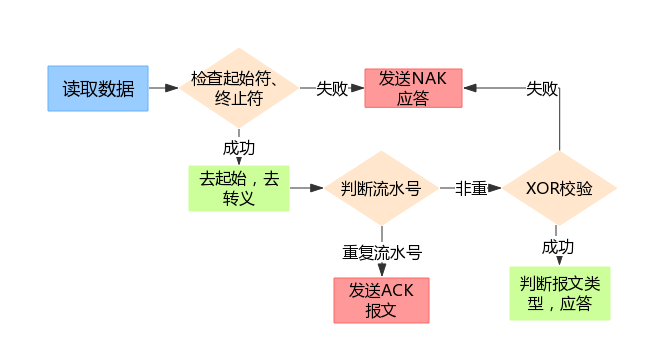 读取数据
检查起始符、
终止符
失败
发送NAK
应答
失败
成功
去起始，去
转义
判断流水号
非重
XOR校验
重复流水号
成功
发送ACK
报文
判断报文类
型，应答